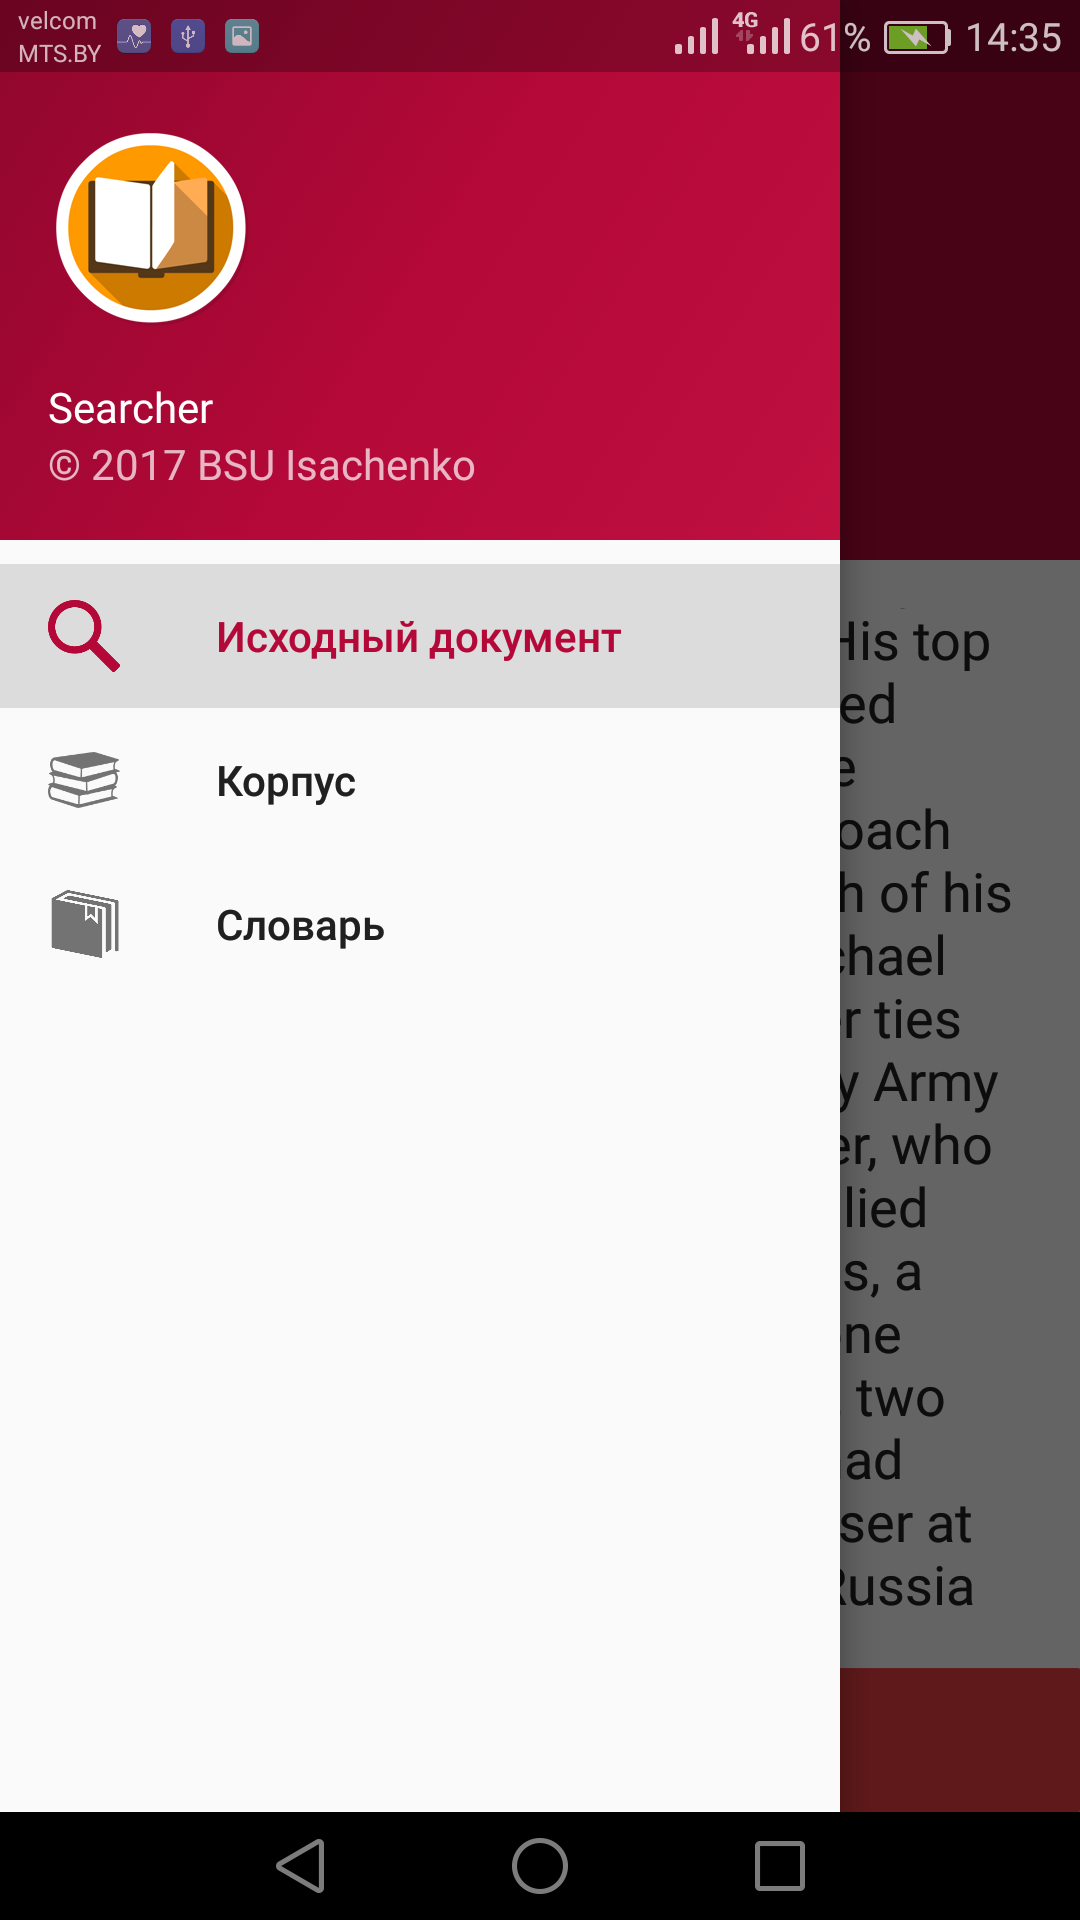 velcom
MTS.BY
4G
61%
14:35
Searcher
© 2017 BSU Isachenko
Исходный документ
Корпус
Словарь
His top
ed
e
oach
h of his
chael
r ties
y Army
er, who
lied
s, a
ne
two
ad
ser at
Russia